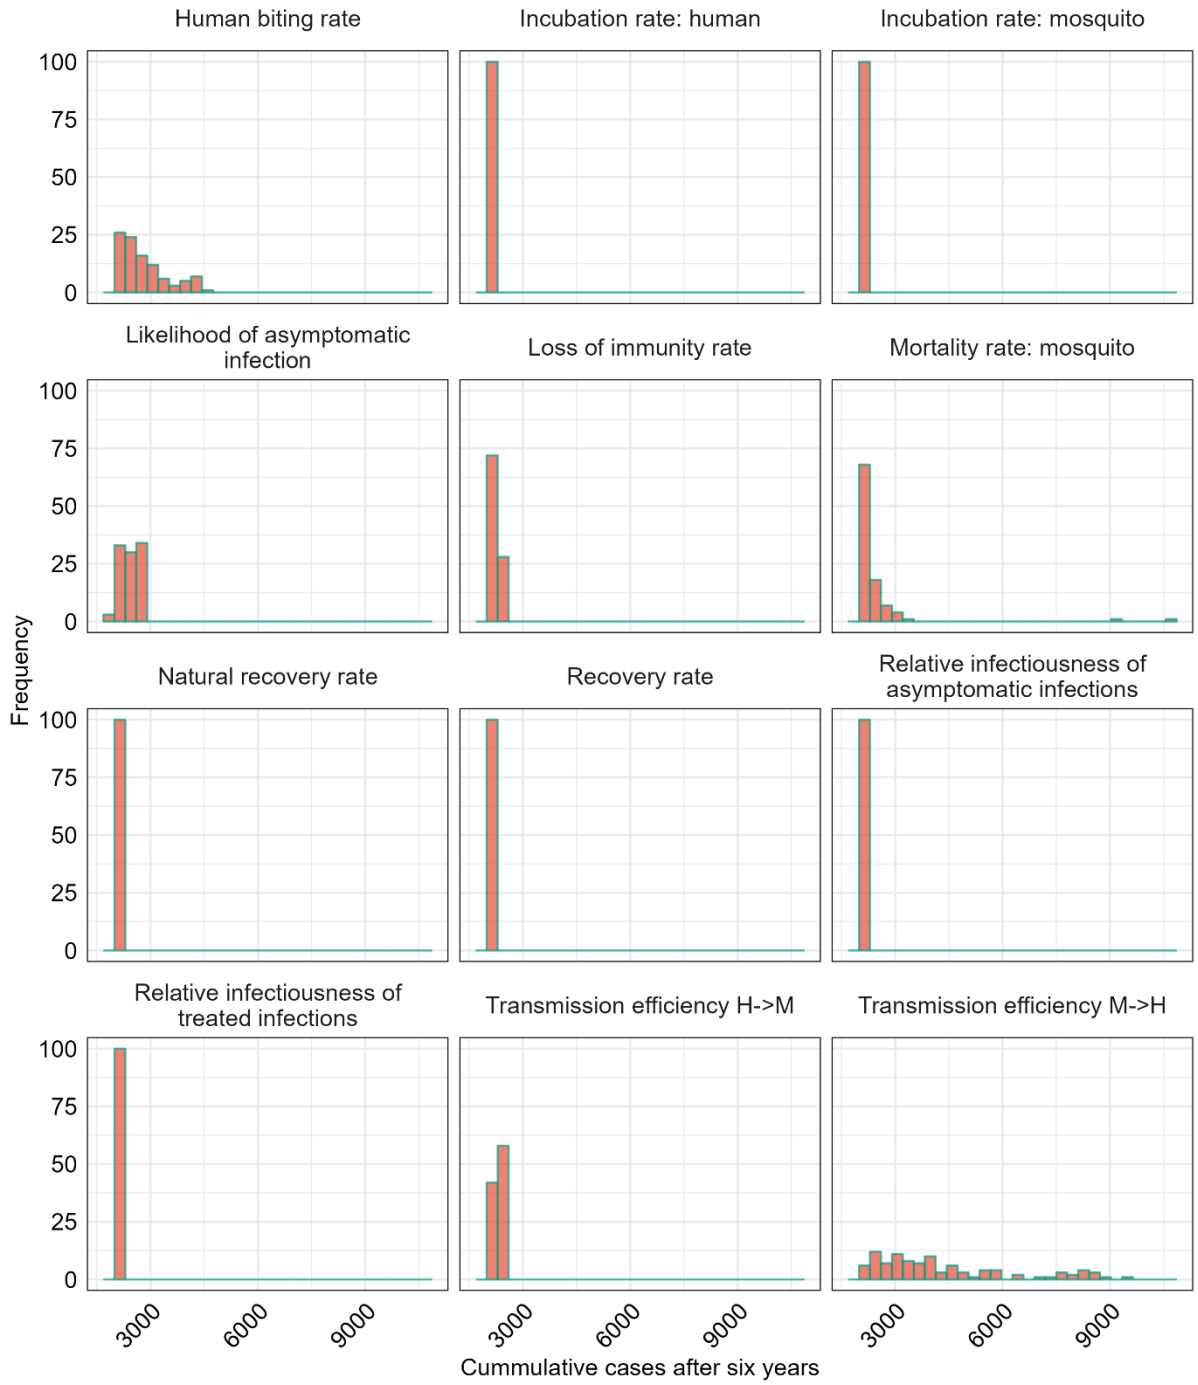 Human biting rate
Incubation rate: human
Incubation rate: mosquito
100
75
50
25
0
Likelihood of asymptomatic
infection
Loss of immunity rate
Mortality rate: mosquito
100
75
50
25
0
Frequency
Natural recovery rate
Recovery rate
Relative infectiousness of
asymptomatic infections
100
75
50
25
0
Relative infectiousness of
treated infections
Transmission efficiency H->M
Transmission efficiency M->H
100
75
50
25
0
3000
6000
9000
3000
6000
9000
3000
6000
9000
Cummulative cases after six years